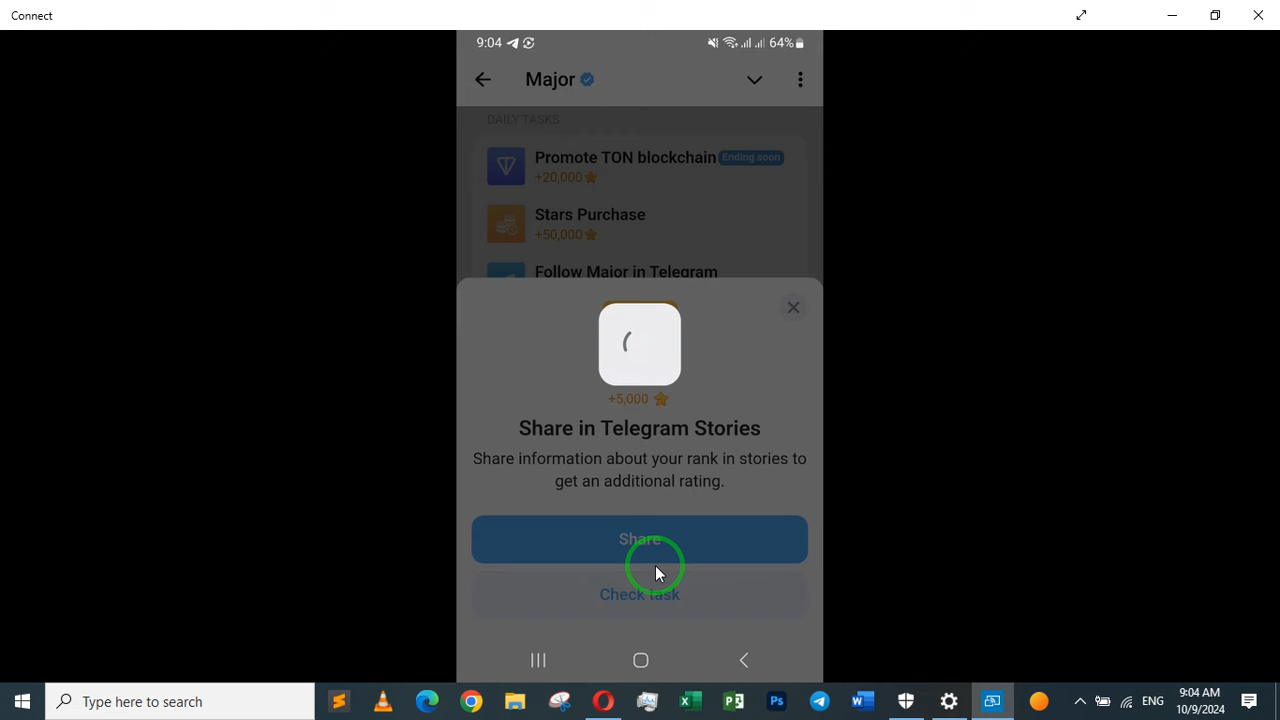 Connect
9:04
64%
Major
DAILY TASKS
Promote TON blockchain Ending soon
+20,000
Stars Purchase
+50,000
Follow Major in Telegram
+5,000
Share in Telegram Stories
Share information about your rank in stories to
get an additional rating.
Share
Check task
Type here to search
ENG
9:04 AM
10/9/2024